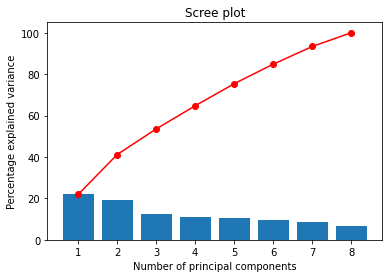 Scree plot
Percentage explained variance
100
80
60
40
20
0
1 2 3 4 5 6 7 8
Number of principal components